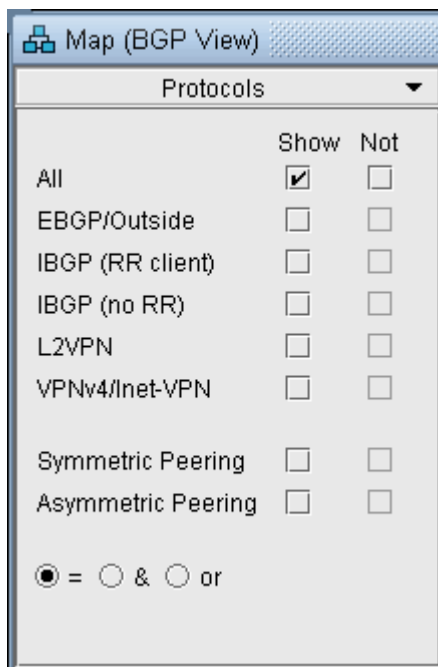 Map (BGP View)
Protocols
Show Not
All
EBGP/Outside
IBGP (RR client)
IBGP (no RR)
L2VPN
VPNv4/Inet-VPN
Symmetric Peering
Asymmetric Peering
= & or